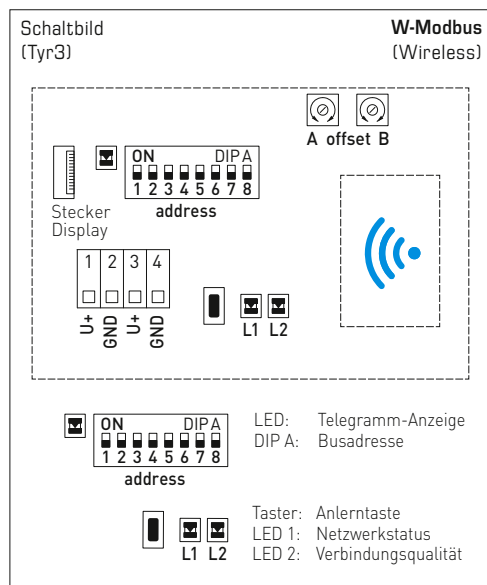 Schaltbild
(Tyr3)
W-Modbus
(Wireless)
A offset B
ON DIP A
1 2 3 4 5 6 7 8
address
Stecker
Display
1 2 3 4
U+ GND U+ GND
L1 L2
ON DIP A
1 2 3 4 5 6 7 8
address
LED: Telegramm-Anzeige
DIP A: Busadresse
L1 L2
Taster: Anlerntaste
LED 1: Netzwerkstatus
LED 2: Verbindungsqualität